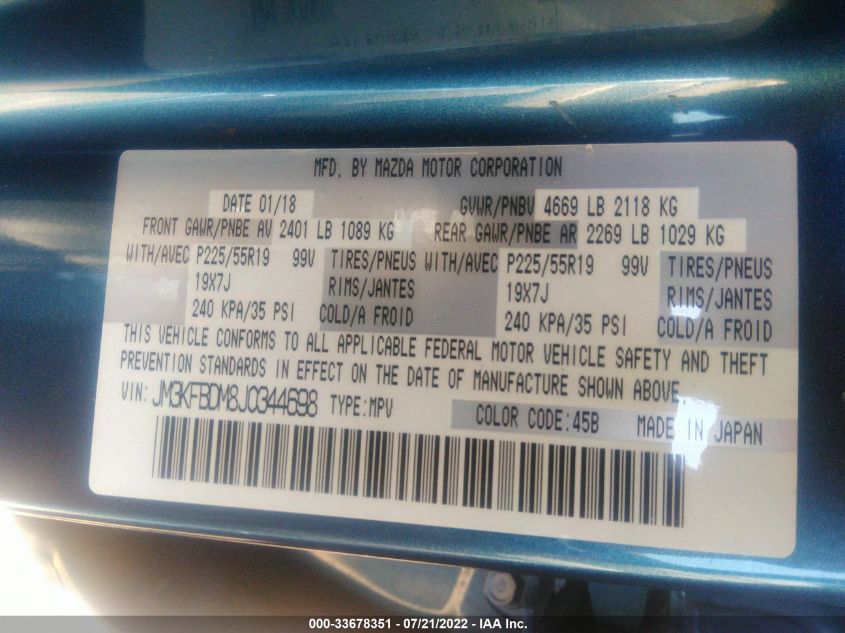 MFD. BY MAZDA MOTOR CORPORATION
DATE 01/18 GVWR/PNBV 4669 LB 2118 KG
FRONT GAWR/PNBE AV 2401 LB 1089 KG REAR GAWR/PNBE AR 2269 LB 1029 KG
WITH/AVEC P225/55R19 99V TIRES/PNEUS WITH/AVEC P225/55R19 99V TIRES/PNEUS
19X7J RIMS/JANTES 19X7J RIMS/JANTES
240 KPA/35 PSI COLD/A FROID 240 KPA/35 PSI COLD/A FROID
THIS VEHICLE CONFORMS TO ALL APPLICABLE FEDERAL MOTOR VEHICLE SAFETY AND THEFT
PREVENTION STANDARDS IN EFFECT ON THE DATE OF MANUFACTURE SHOWN ABOVE.
VIN: JM3KFBDM8J0344698 TYPE:MPV COLOR CODE:45B MADE IN JAPAN
000-33678351 / 07/21/2022 - IAA Inc.